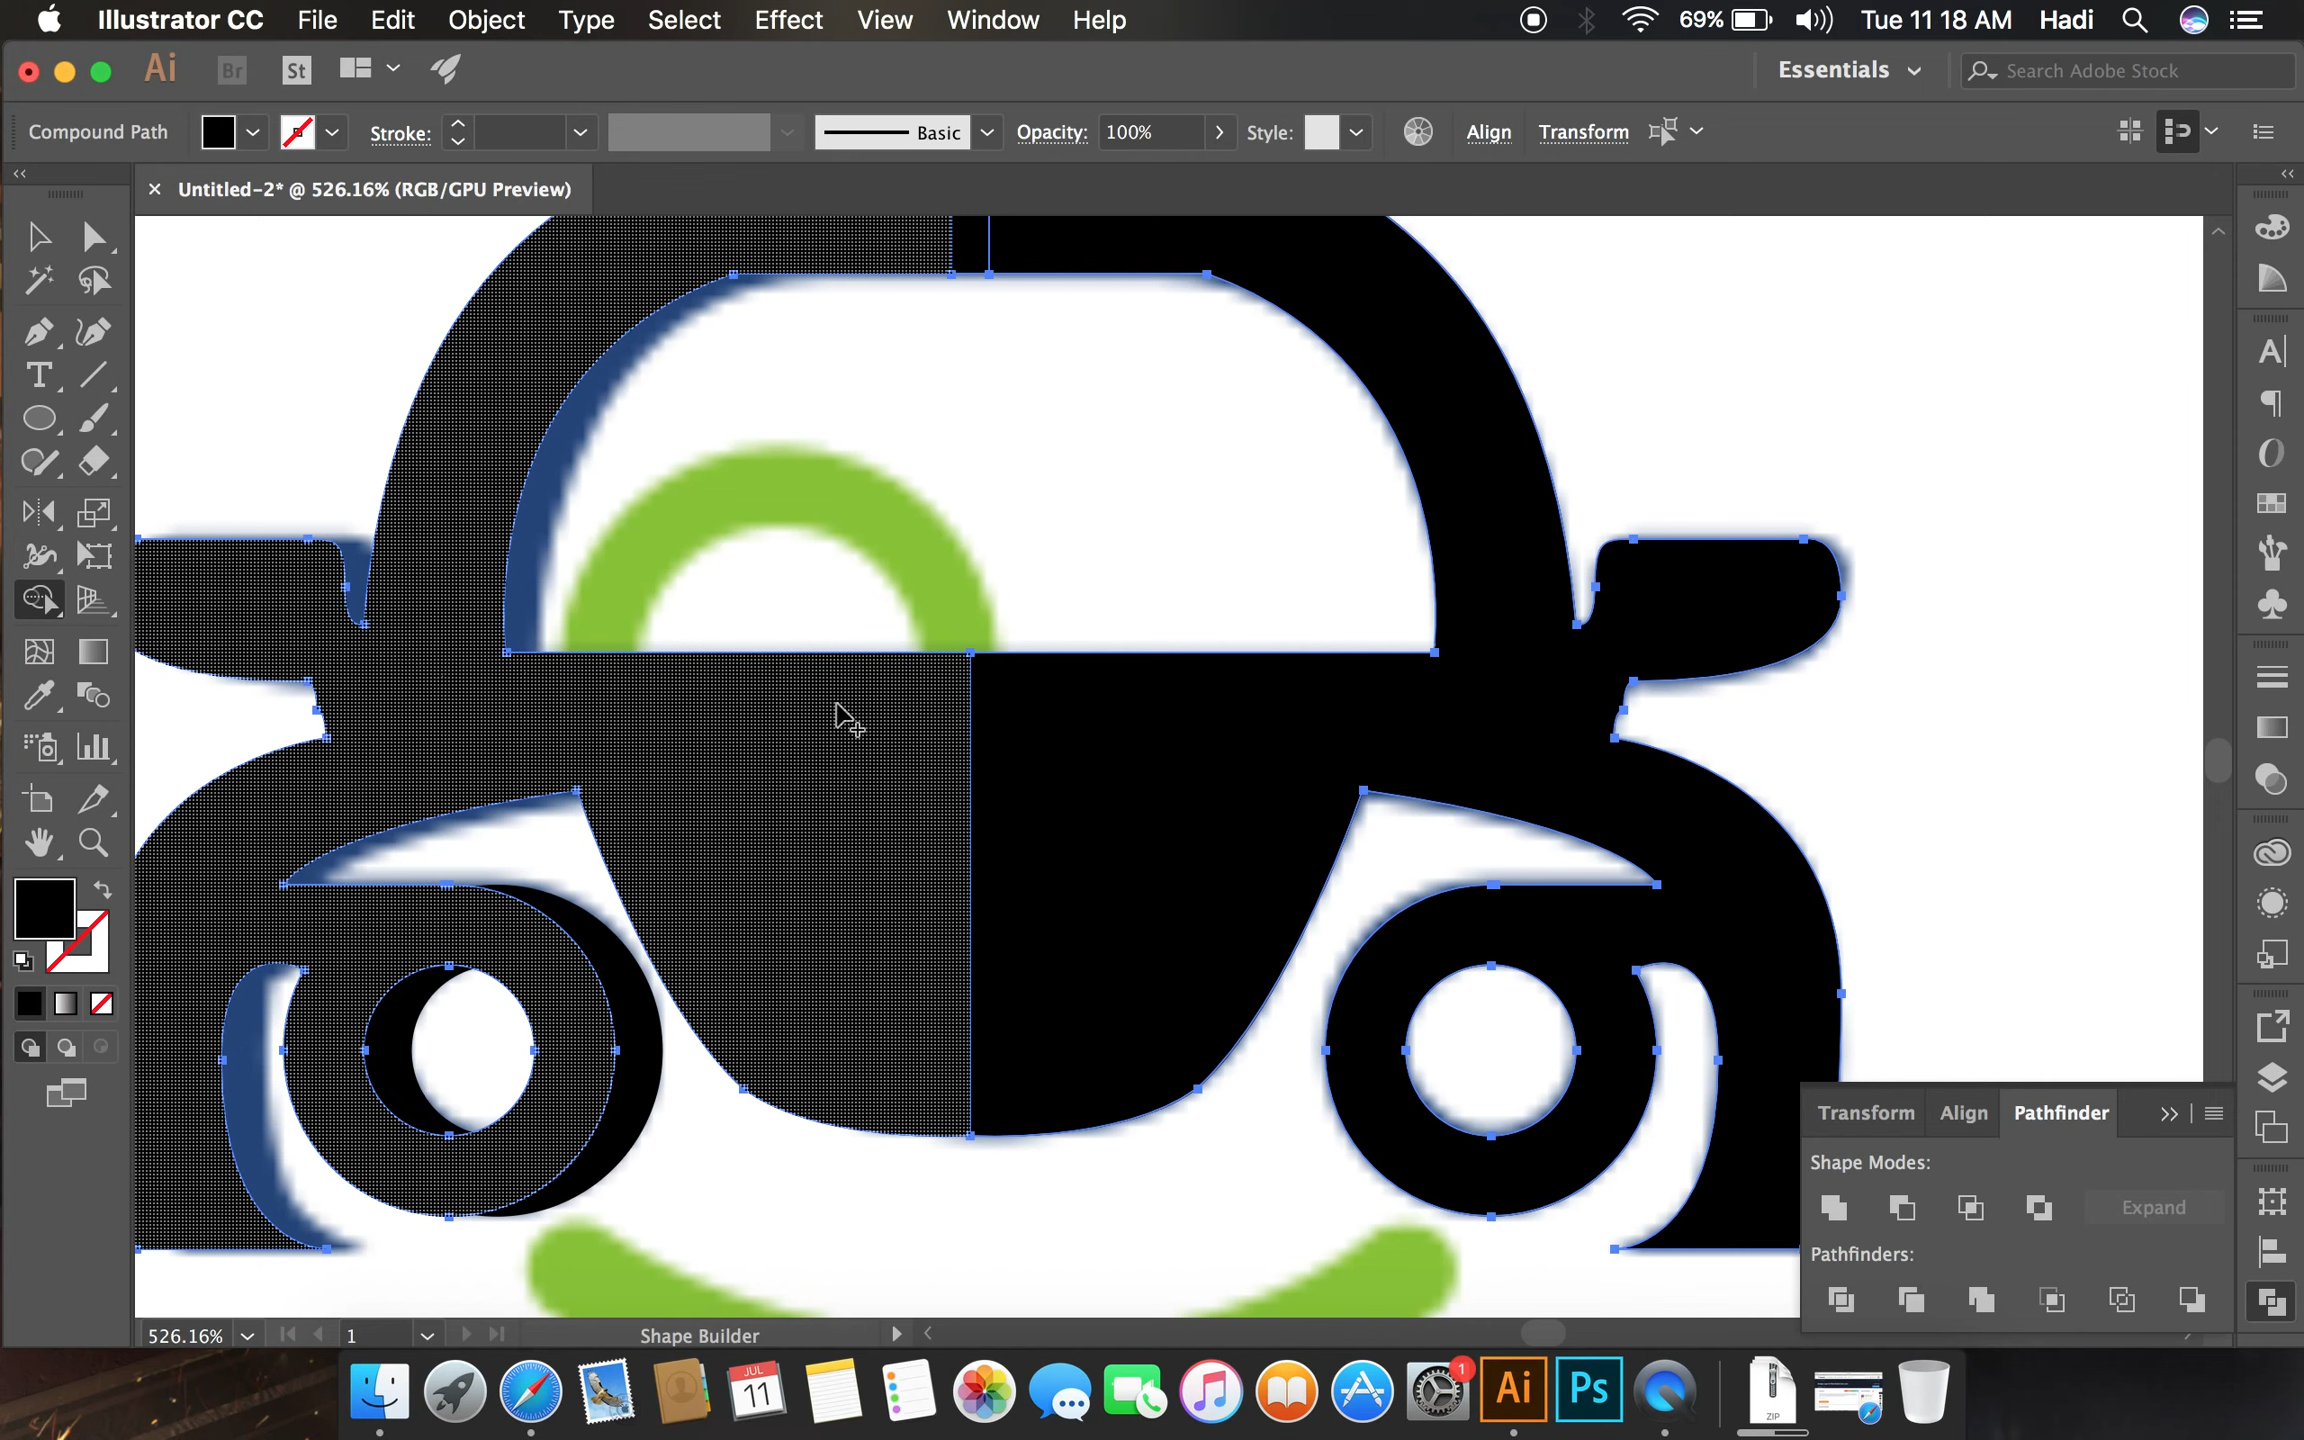 Illustrator CC File Edit Object Type Select Effect View Window Help 69% Tue 11 18 AM Hadi
Ai Br St Essentials Search Adobe Stock
Compound Path Stroke: Basic Opacity: 100% Style: Align Transform
× Untitled-2* @ 526.16% (RGB/GPU Preview)
Transform Align Pathfinder
Shape Modes:
Expand
Pathfinders:
526.16% 1 Shape Builder
JUL
11
1
Ai
Ps
ZIP